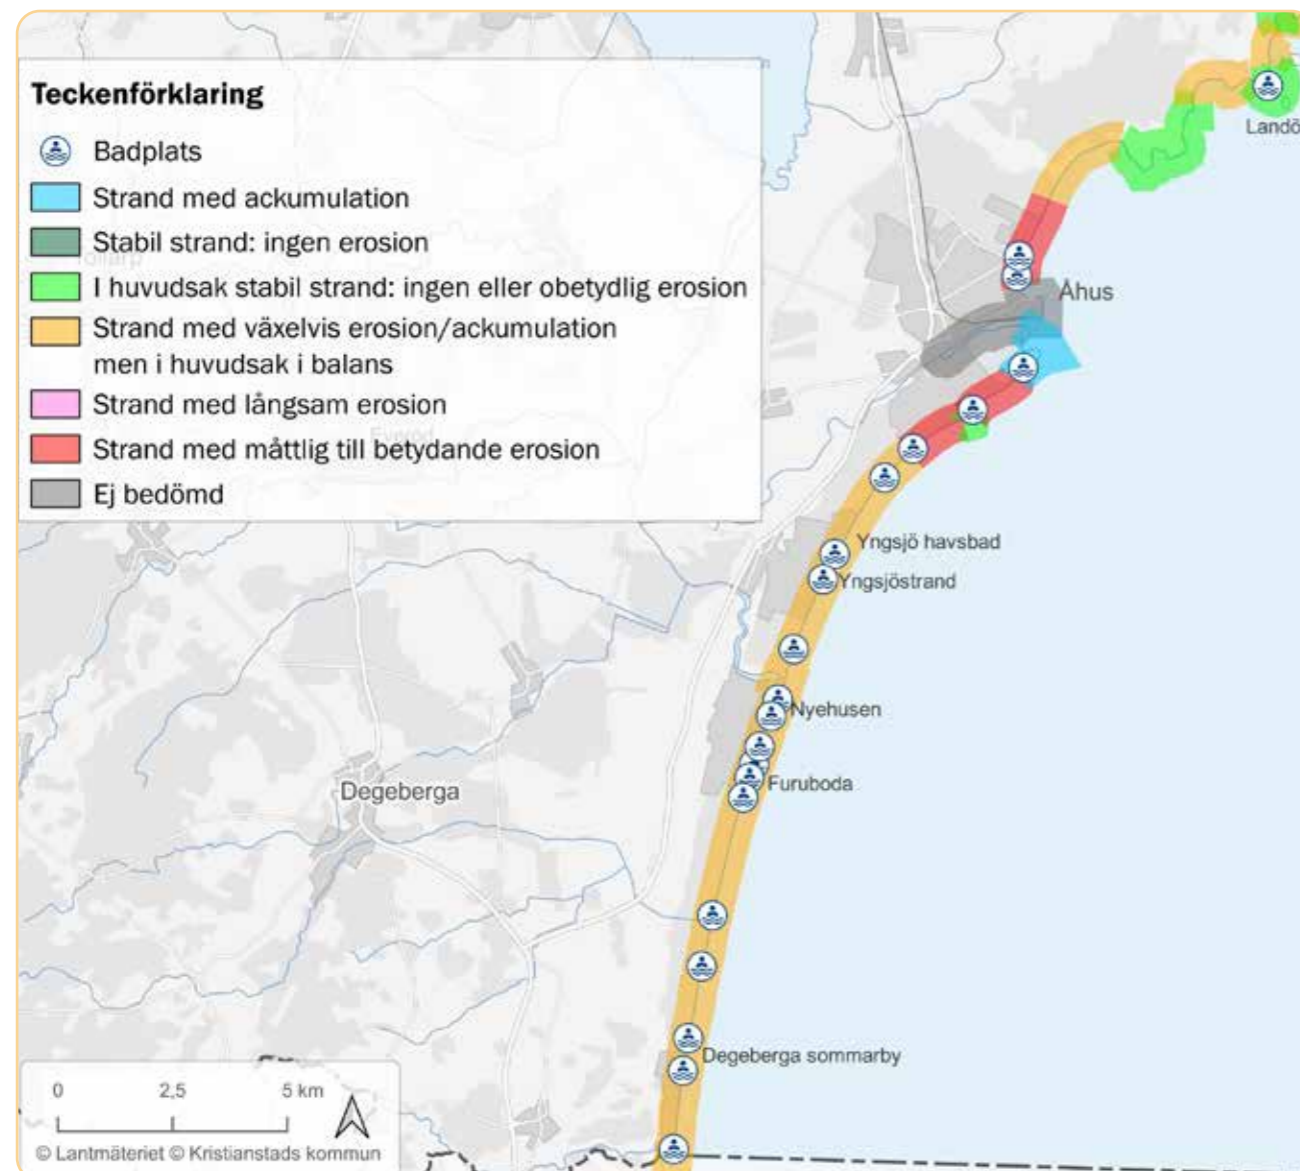 Teckenförklaring
Badplats
Strand med ackumulation
Stabil strand: ingen erosion
I huvudsak stabil strand: ingen eller obetydlig erosion
Strand med växelvis erosion/ackumulation
men i huvudsak i balans
Strand med långsam erosion
Strand med måttlig till betydande erosion
Ej bedömd
Landö
Åhus
Yngsjö havsbad
Yngsjöstrand
Nyehusen
Furuboda
Degeberga
Degeberga sommarby
0 2,5 5 km
© Lantmäteriet © Kristianstads kommun